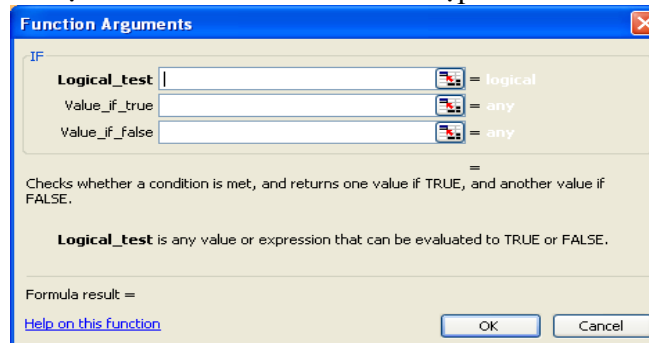 Function Arguments
IF
Logical_test = logical
Value_if_true = any
Value_if_false = any
=
Checks whether a condition is met, and returns one value if TRUE, and another value if
FALSE.
Logical_test is any value or expression that can be evaluated to TRUE or FALSE.
Formula result =
Help on this function
OK Cancel